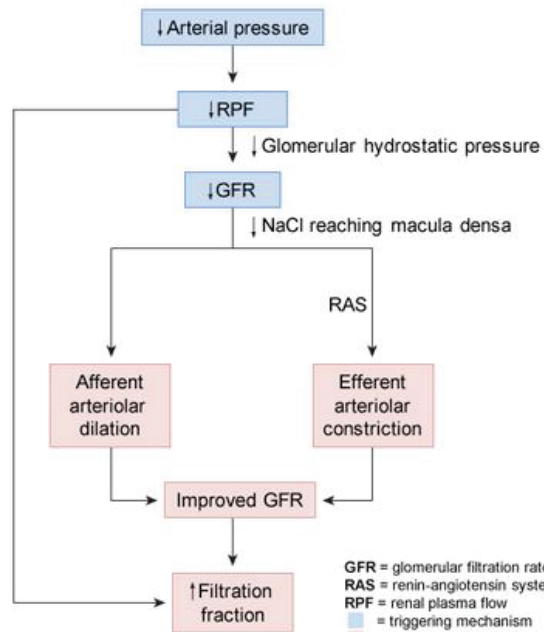 ↓Arterial pressure
↓RPF
↓Glomerular hydrostatic pressure
↓GFR
↓NaCl reaching macula densa
RAS
Afferent
arteriolar
dilation
Efferent
arteriolar
constriction
Improved GFR
↑Filtration
fraction
GFR = glomerular filtration rate
RAS = renin-angiotensin syste
RPF = renal plasma flow
= triggering mechanism